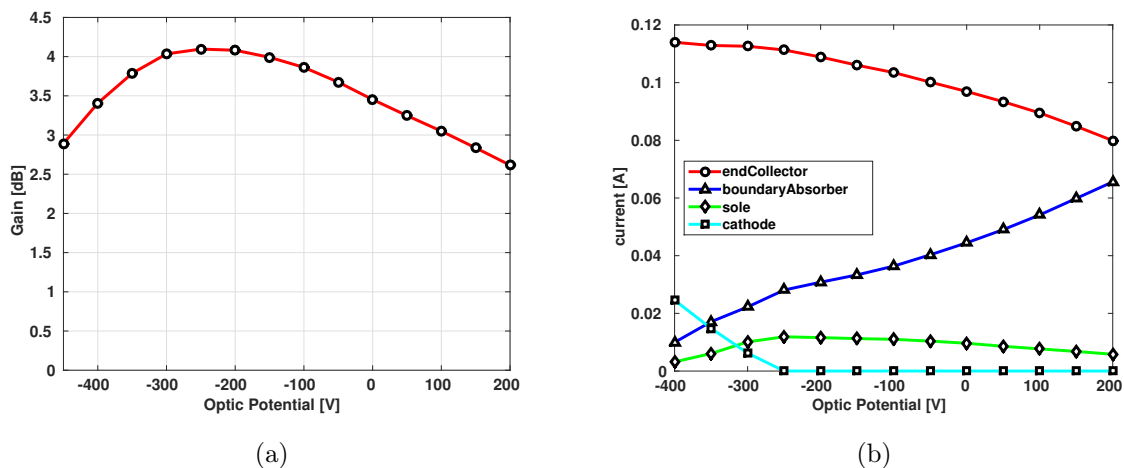 4.5
4
3.5
3
2.5
2
1.5
1
0.5
0
Gain [dB]
-400 -300 -200 -100 0 100 200
Optic Potential [V]
(a)
0.12
0.1
0.08
0.06
0.04
0.02
0
current [A]
endCollector
boundaryAbsorber
sole
cathode
-400 -300 -200 -100 0 100 200
Optic Potential [V]
(b)